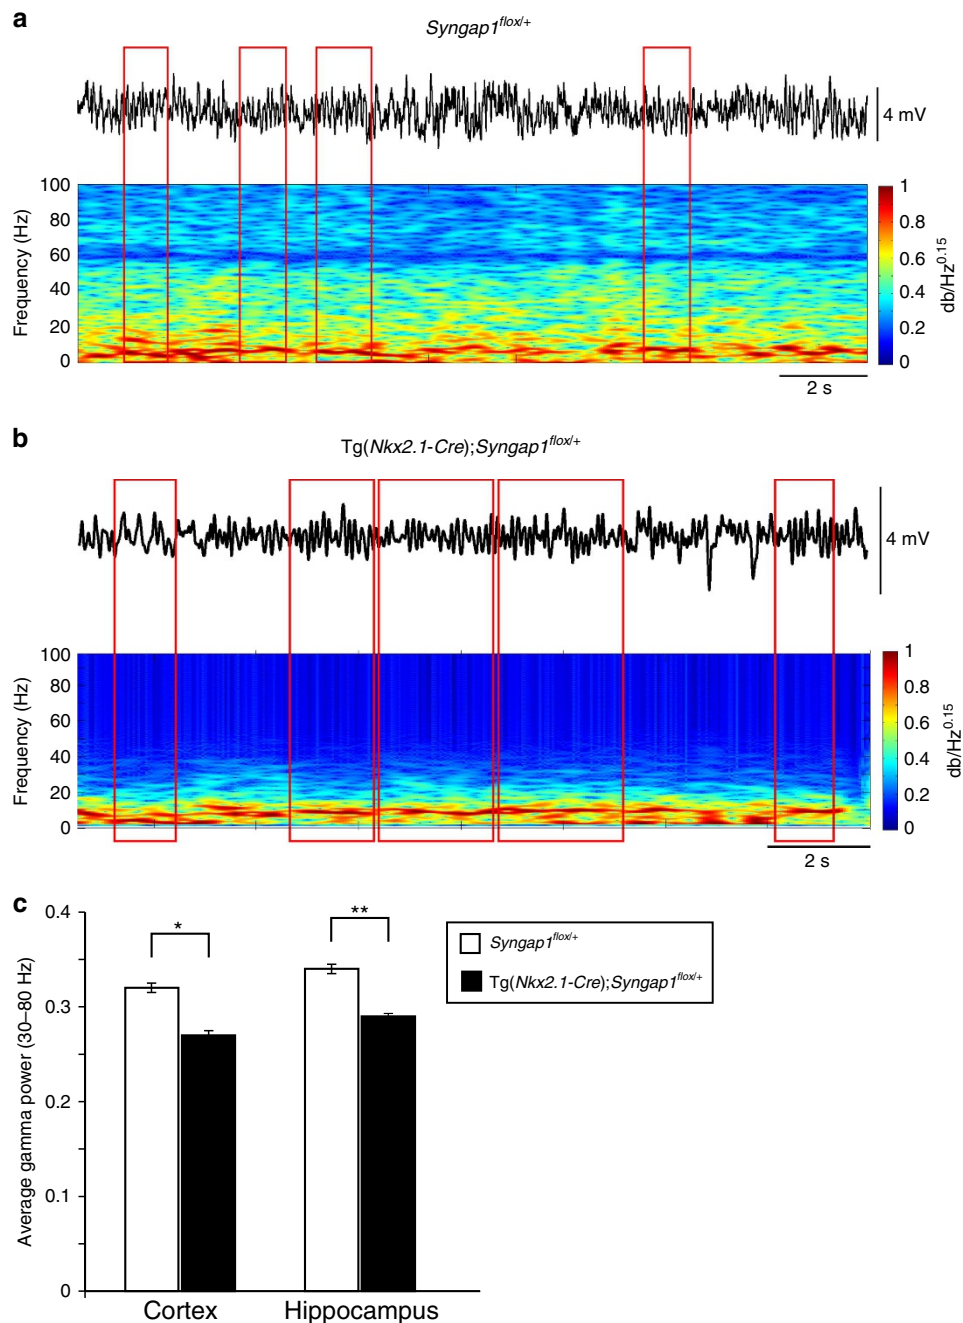 a
Syngap1flox/+
4 mV
100
80
60
40
20
0
Frequency (Hz)
1
0.8
0.6
0.4
0.2
0
db/Hz0.15
2 s
b
Tg(Nkx2.1-Cre);Syngap1flox/+
4 mV
100
80
60
40
20
0
Frequency (Hz)
1
0.8
0.6
0.4
0.2
0
db/Hz0.15
2 s
c
0.4
0.3
0.2
0.1
0
Average gamma power (30–80 Hz)
*
**
Syngap1flox/+
Tg(Nkx2.1-Cre);Syngap1flox/+
Cortex
Hippocampus